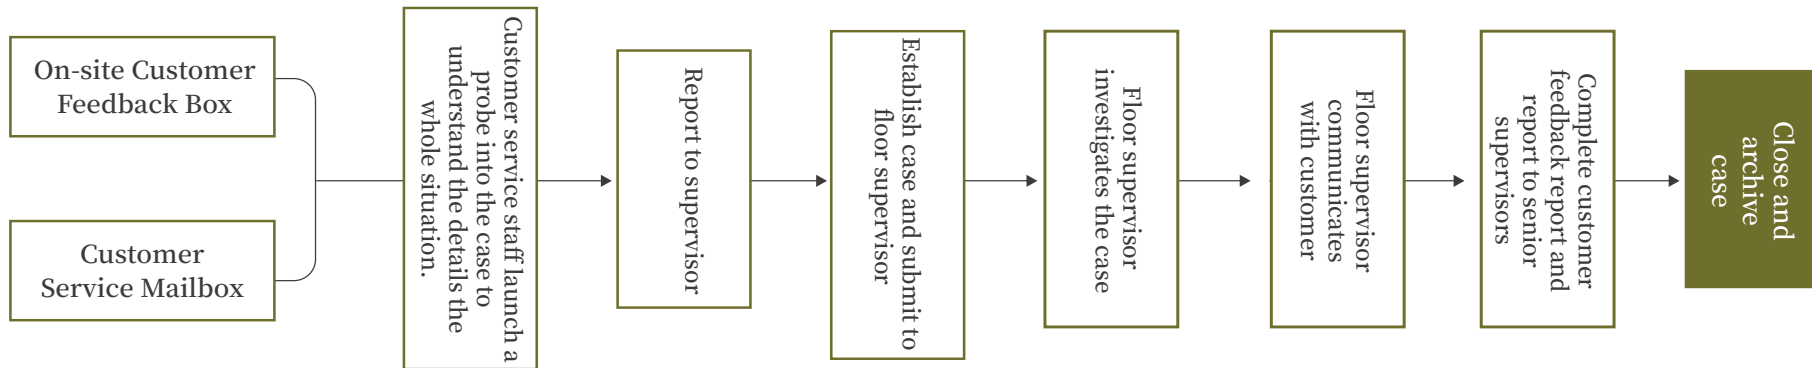 On-site Customer
Feedback Box
Customer
Service Mailbox
Customer service staff launch a
probe into the case to
understand the details the
whole situation.
Report to supervisor
Establish case and submit to
floor supervisor
Floor supervisor
investigates the case
Floor supervisor
communicates
with customer
Complete customer
feedback report and
report to senior
supervisors
Close and
archive
case